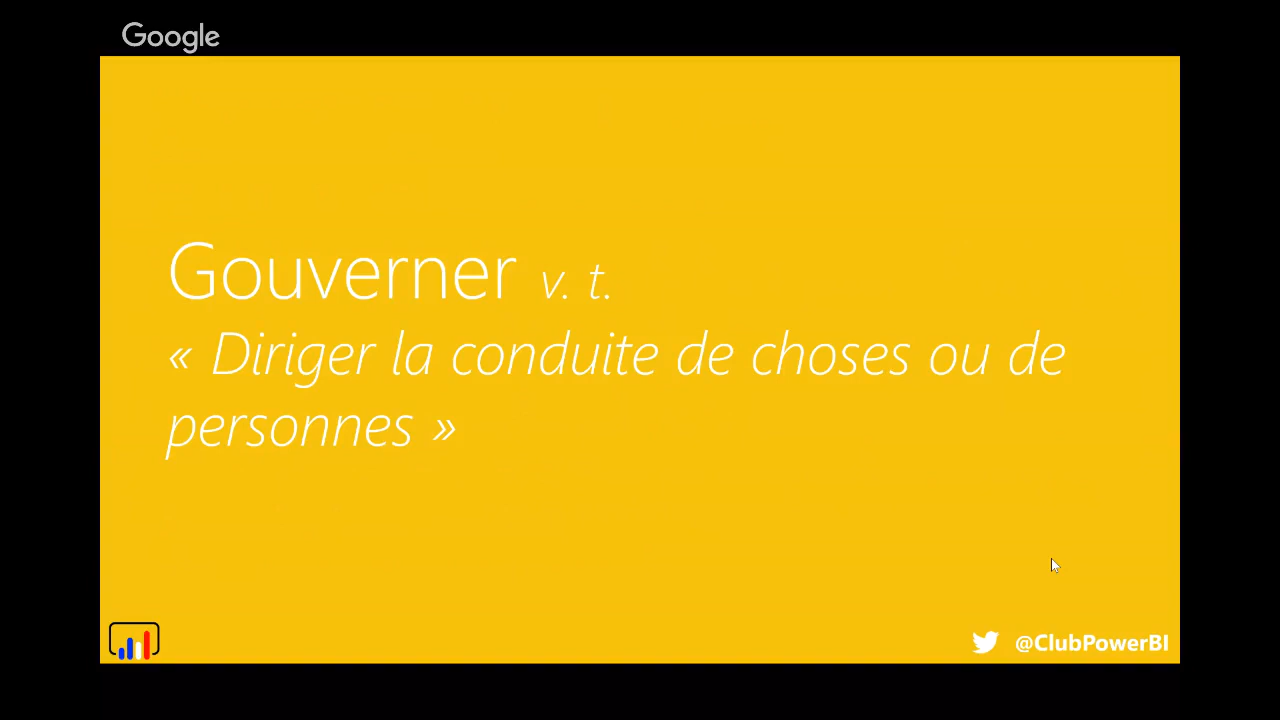 Google
Gouverner v. t.
« Diriger la conduite de choses ou de
personnes »
@ClubPowerBI